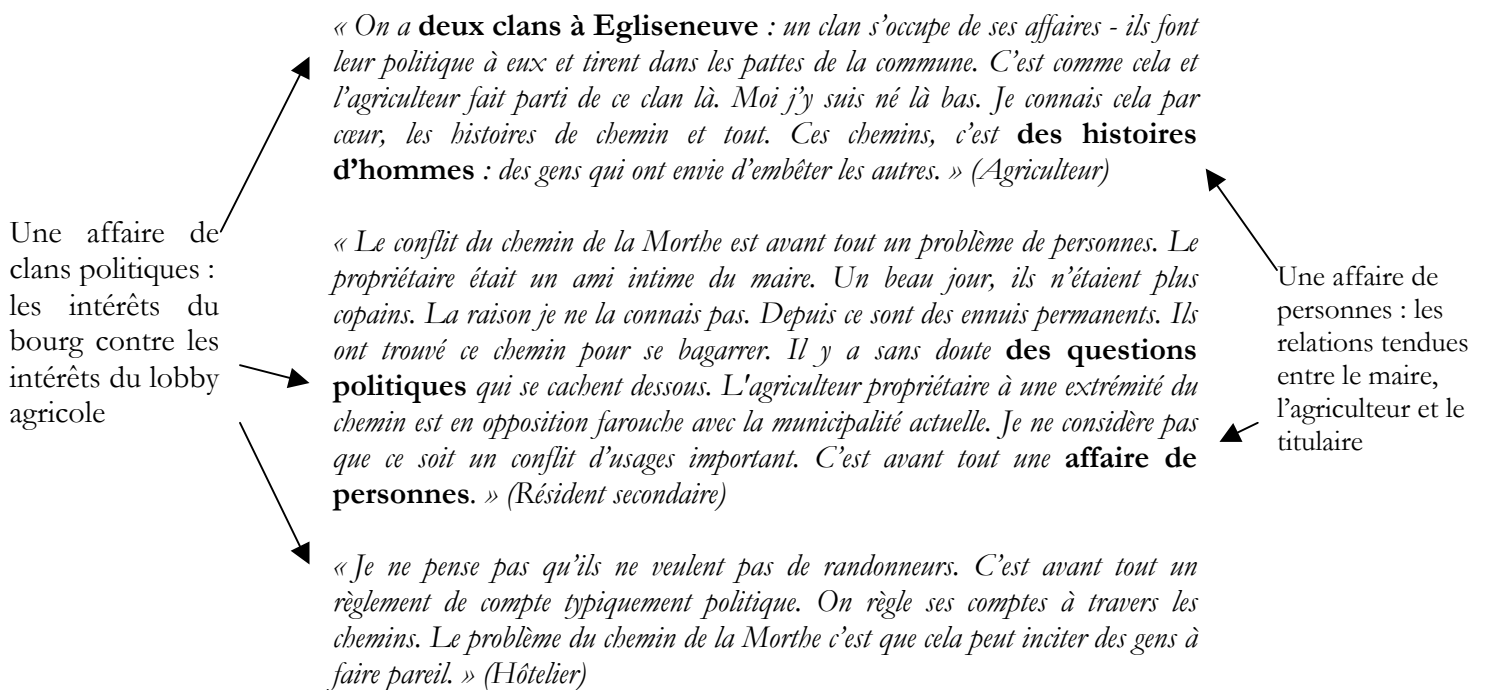 « On a deux clans à Egliseneuve : un clan s’occupe de ses affaires - ils font
leur politique à eux et tirent dans les pattes de la commune. C’est comme cela et
l’agriculteur fait parti de ce clan là. Moi j’y suis né là bas. Je connais cela par
cœur, les histoires de chemin et tout. Ces chemins, c’est des histoires
d’hommes : des gens qui ont envie d’embêter les autres. » (Agriculteur)
Une affaire de
clans politiques :
les intérêts du
bourg contre les
intérêts du lobby
agricole
« Le conflit du chemin de la Morthe est avant tout un problème de personnes. Le
propriétaire était un ami intime du maire. Un beau jour, ils n’étaient plus
copains. La raison je ne la connais pas. Depuis ce sont des ennuis permanents. Ils
ont trouvé ce chemin pour se bagarrer. Il y a sans doute des questions
politiques qui se cachent dessous. L'agriculteur propriétaire à une extrémité du
chemin est en opposition farouche avec la municipalité actuelle. Je ne considère pas
que ce soit un conflit d’usages important. C’est avant tout une affaire de
personnes. » (Résident secondaire)
Une affaire de
personnes : les
relations tendues
entre le maire,
l’agriculteur et le
titulaire
« Je ne pense pas qu’ils ne veulent pas de randonneurs. C’est avant tout un
règlement de compte typiquement politique. On règle ses comptes à travers les
chemins. Le problème du chemin de la Morthe c’est que cela peut inciter des gens à
faire pareil. » (Hôtelier)